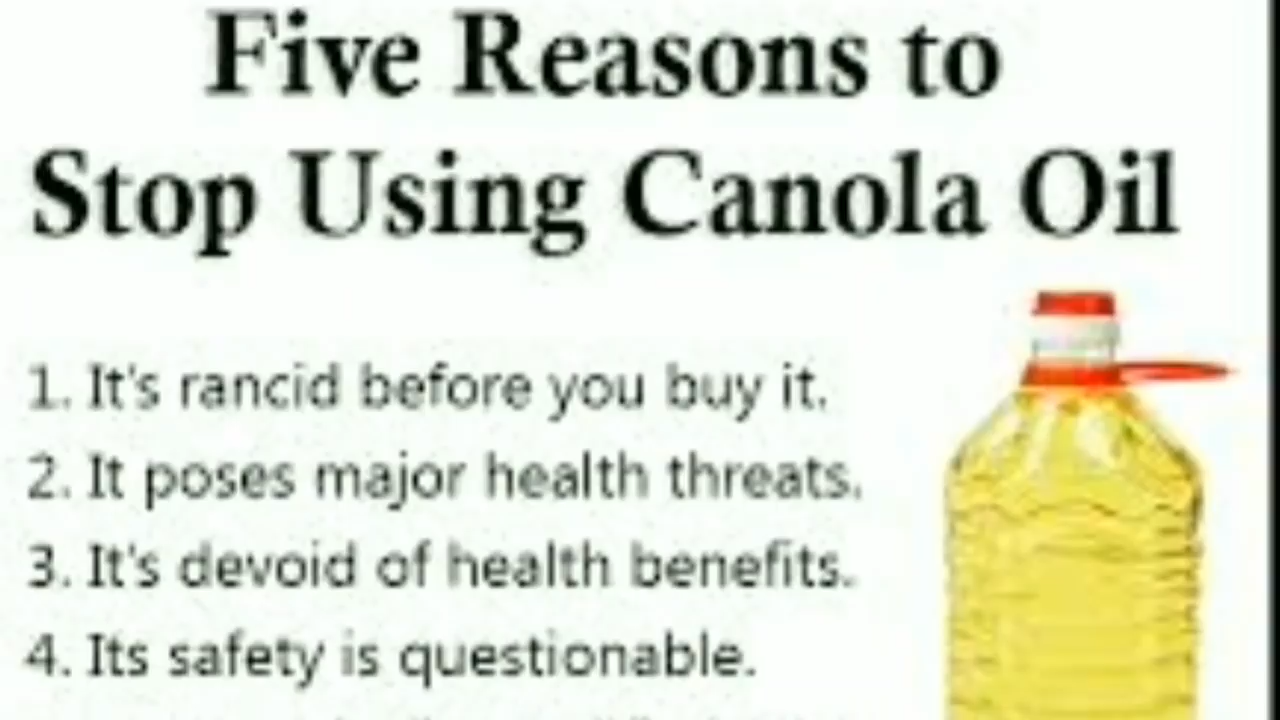 Five Reasons to
Stop Using Canola Oil
1. It's rancid before you buy it.
2. It poses major health threats.
3. It's devoid of health benefits.
4. Its safety is questionable.